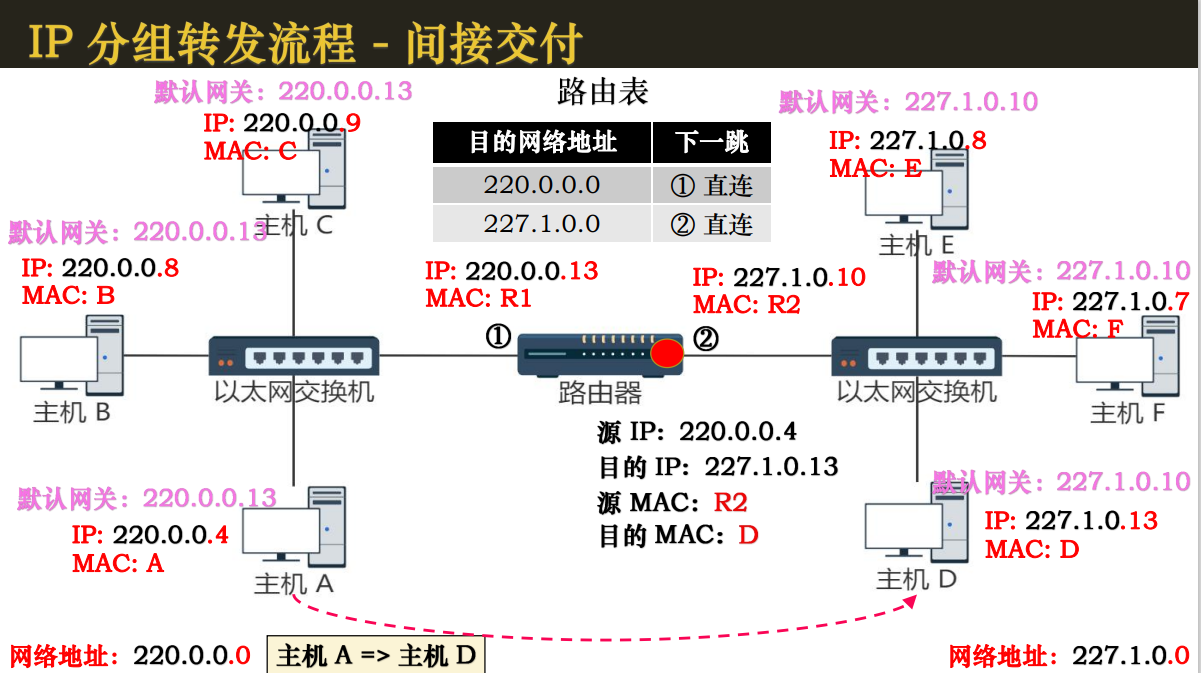 IP 分组转发流程 - 间接交付
默认网关：220.0.0.13
IP: 220.0.0.9
MAC: C
主机 C
路由表
目的网络地址 下一跳
220.0.0.0 ① 直连
227.1.0.0 ② 直连
默认网关：227.1.0.10
IP: 227.1.0.8
MAC: E
主机 E
默认网关：220.0.0.13
IP: 220.0.0.8
MAC: B
主机 B
以太网交换机
IP: 220.0.0.13
MAC: R1
①
IP: 227.1.0.10
MAC: R2
②
路由器
以太网交换机
默认网关：227.1.0.10
IP: 227.1.0.7
MAC: F
主机 F
源 IP：220.0.0.4
目的 IP：227.1.0.13
源 MAC：R2
目的 MAC：D
默认网关：220.0.0.13
IP: 220.0.0.4
MAC: A
主机 A
默认网关：227.1.0.10
IP: 227.1.0.13
MAC: D
主机 D
网络地址：220.0.0.0
主机 A => 主机 D
网络地址：227.1.0.0